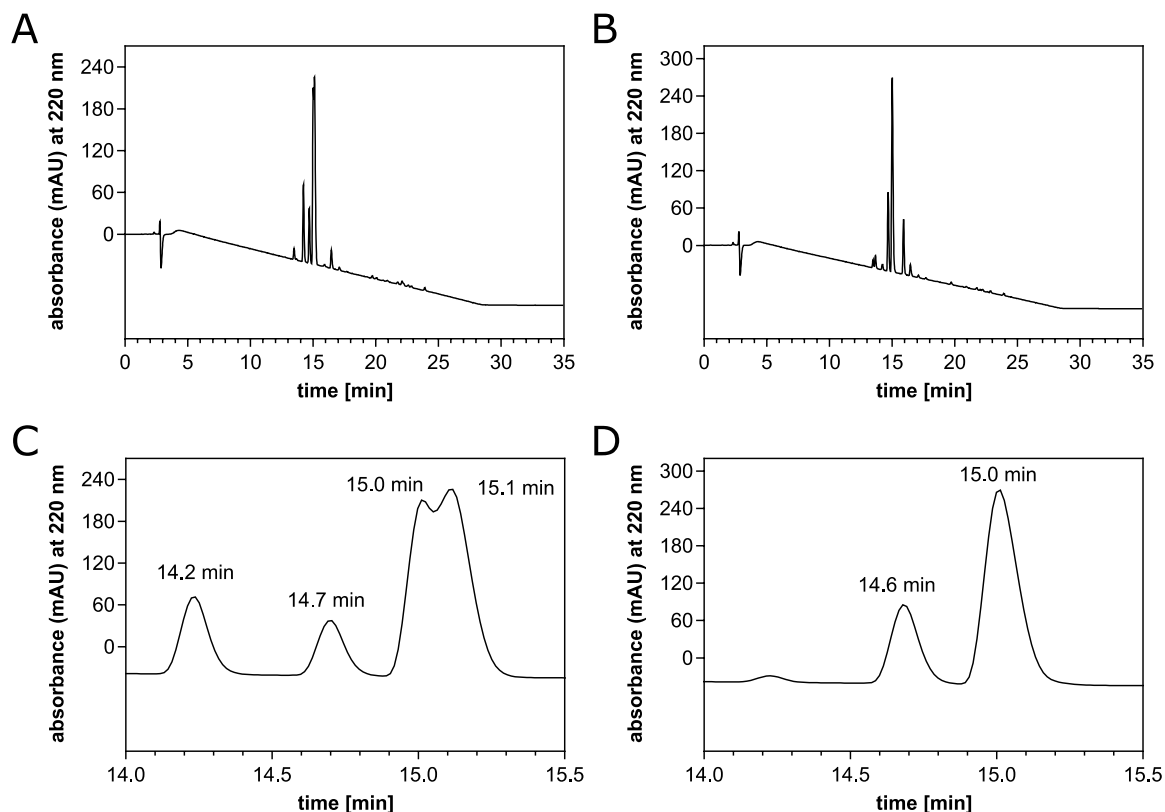 A
absorbance (mAU) at 220 nm
240
180
120
60
0
0 5 10 15 20 25 30 35
time [min]
B
absorbance (mAU) at 220 nm
300
240
180
120
60
0
0 5 10 15 20 25 30 35
time [min]
C
absorbance (mAU) at 220 nm
240
180
120
60
0
14.2 min
14.7 min
15.0 min
15.1 min
14.0 14.5 15.0 15.5
time [min]
D
absorbance (mAU) at 220 nm
300
240
180
120
60
0
14.6 min
15.0 min
14.0 14.5 15.0 15.5
time [min]